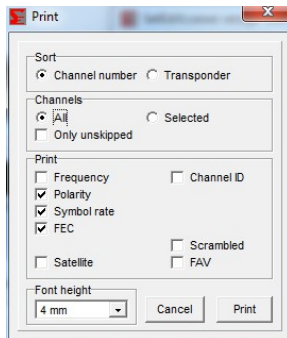 Print
Sort
Channel number Transponder
Channels
All Selected
Only unskipped
Print
Frequency Channel ID
Polarity
Symbol rate
FEC
Scrambled
Satellite FAV
Font height
4 mm Cancel Print